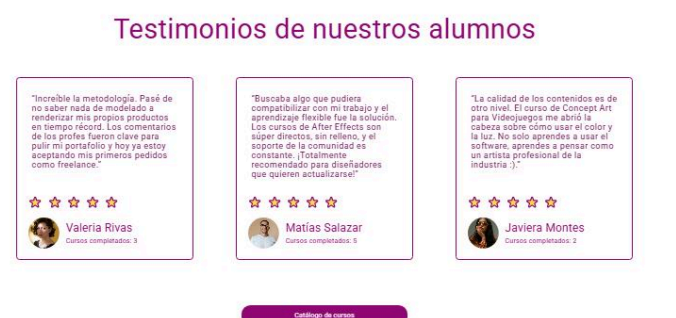 Testimonios de nuestros alumnos
"Increíble la metodología. Pasé de
no saber nada de modelado a
renderizar mis propios productos
en tiempo récord. Los comentarios
de los profes fueron clave para
pulir mi portafolio y hoy ya estoy
aceptando mis primeros pedidos
como freelance."
Valeria Rivas
Cursos completados: 3
"Buscaba algo que pudiera
compatibilizar con mi trabajo y el
aprendizaje flexible fue la solución.
Los cursos de After Effects son
súper directos, sin relleno, y el
soporte de la comunidad es
constante. ¡Totalmente
recomendado para diseñadores
que quieren actualizarse!"
Matías Salazar
Cursos completados: 5
"La calidad de los contenidos es de
otro nivel. El curso de Concept Art
para Videojuegos me abrió la
cabeza sobre cómo usar el color y
la luz. No solo aprendes a usar el
software, aprendes a pensar como
un artista profesional de la
industria :)."
Javiera Montes
Cursos completados: 2
Catálogo de cursos